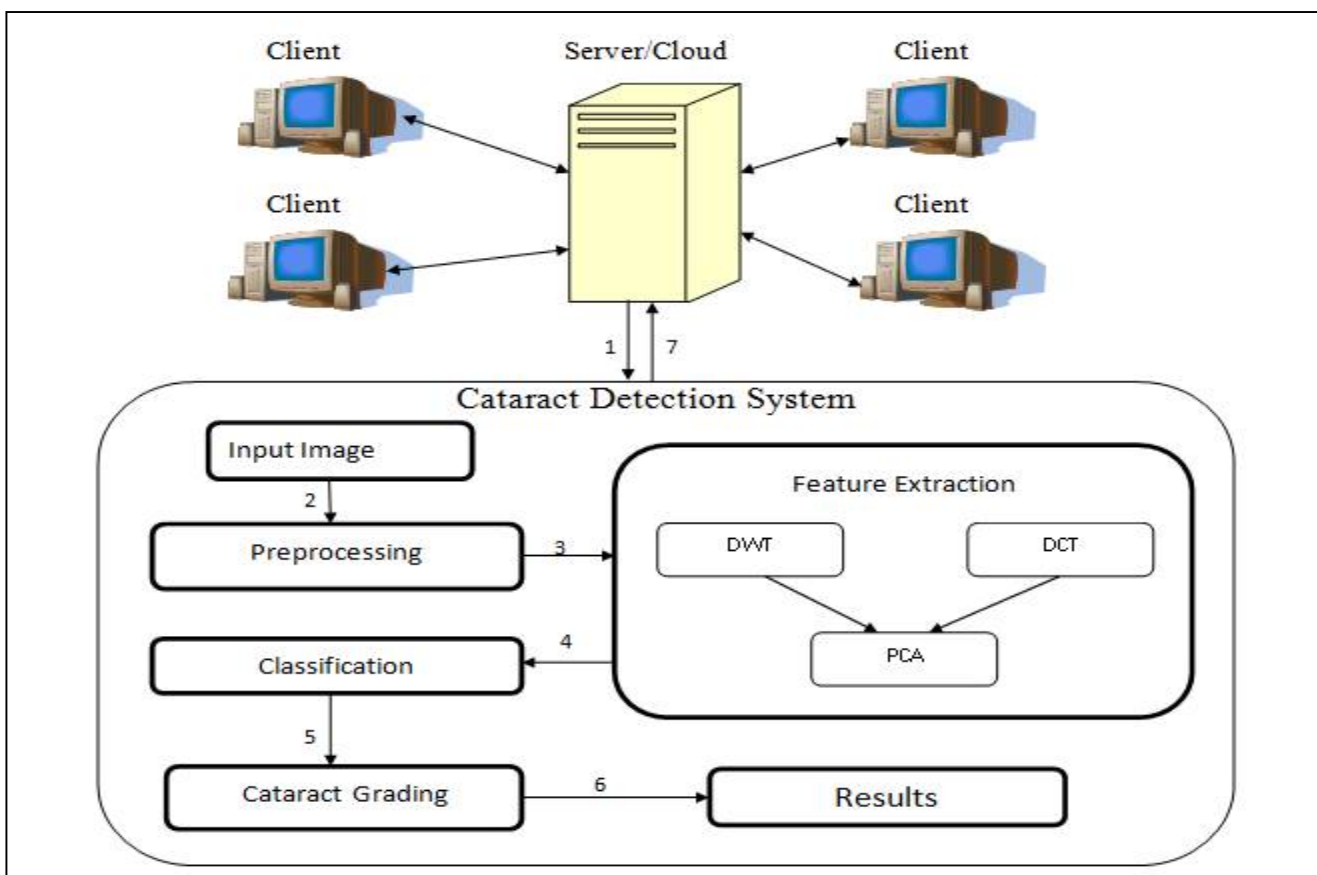 Client
Server/Cloud
Client
Client
Client
1
7
Cataract Detection System
Input Image
Feature Extraction
2
DWT
DCT
Preprocessing
3
4
PCA
Classification
5
Cataract Grading
6
Results